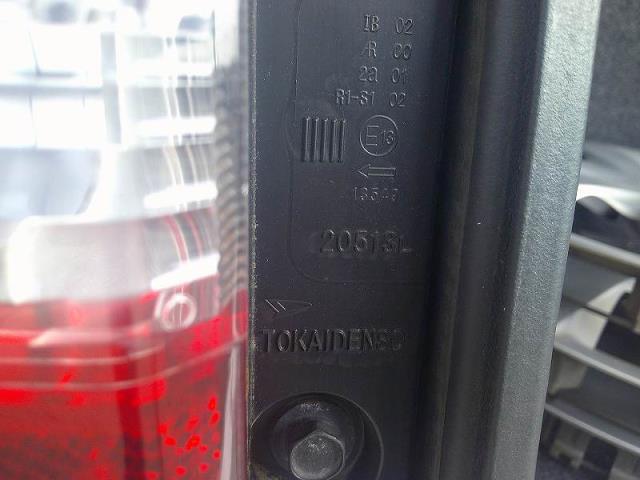 IB 02
AR 00
2a 01
R1-S1 02
E13
20513L
TOKAIDENSO